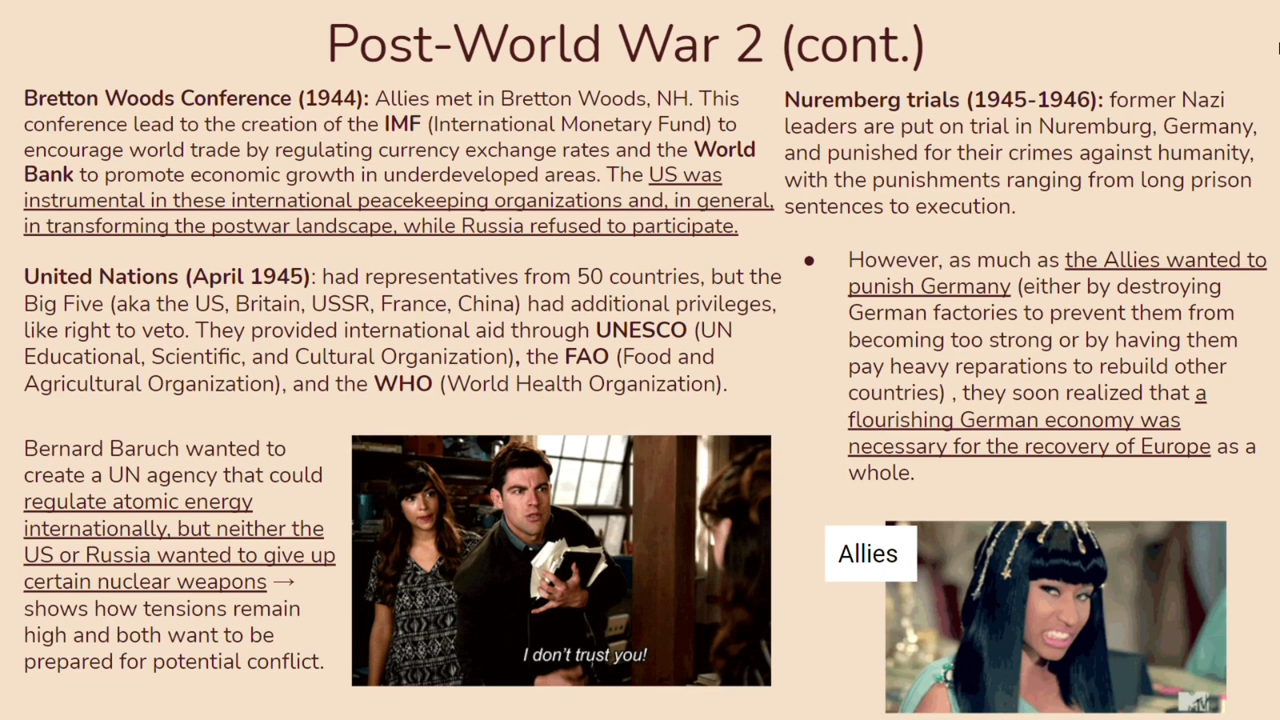 Post-World War 2 (cont.)
Bretton Woods Conference (1944): Allies met in Bretton Woods, NH. This
conference lead to the creation of the IMF (International Monetary Fund) to
encourage world trade by regulating currency exchange rates and the World
Bank to promote economic growth in underdeveloped areas. The US was
instrumental in these international peacekeeping organizations and, in general,
in transforming the postwar landscape, while Russia refused to participate.
United Nations (April 1945): had representatives from 50 countries, but the
Big Five (aka the US, Britain, USSR, France, China) had additional privileges,
like right to veto. They provided international aid through UNESCO (UN
Educational, Scientific, and Cultural Organization), the FAO (Food and
Agricultural Organization), and the WHO (World Health Organization).
Bernard Baruch wanted to
create a UN agency that could
regulate atomic energy
internationally, but neither the
US or Russia wanted to give up
certain nuclear weapons →
shows how tensions remain
high and both want to be
prepared for potential conflict.
I don't trust you!
Nuremberg trials (1945-1946): former Nazi
leaders are put on trial in Nuremburg, Germany,
and punished for their crimes against humanity,
with the punishments ranging from long prison
sentences to execution.
● However, as much as the Allies wanted to
punish Germany (either by destroying
German factories to prevent them from
becoming too strong or by having them
pay heavy reparations to rebuild other
countries) , they soon realized that a
flourishing German economy was
necessary for the recovery of Europe as a
whole.
Allies
MTV